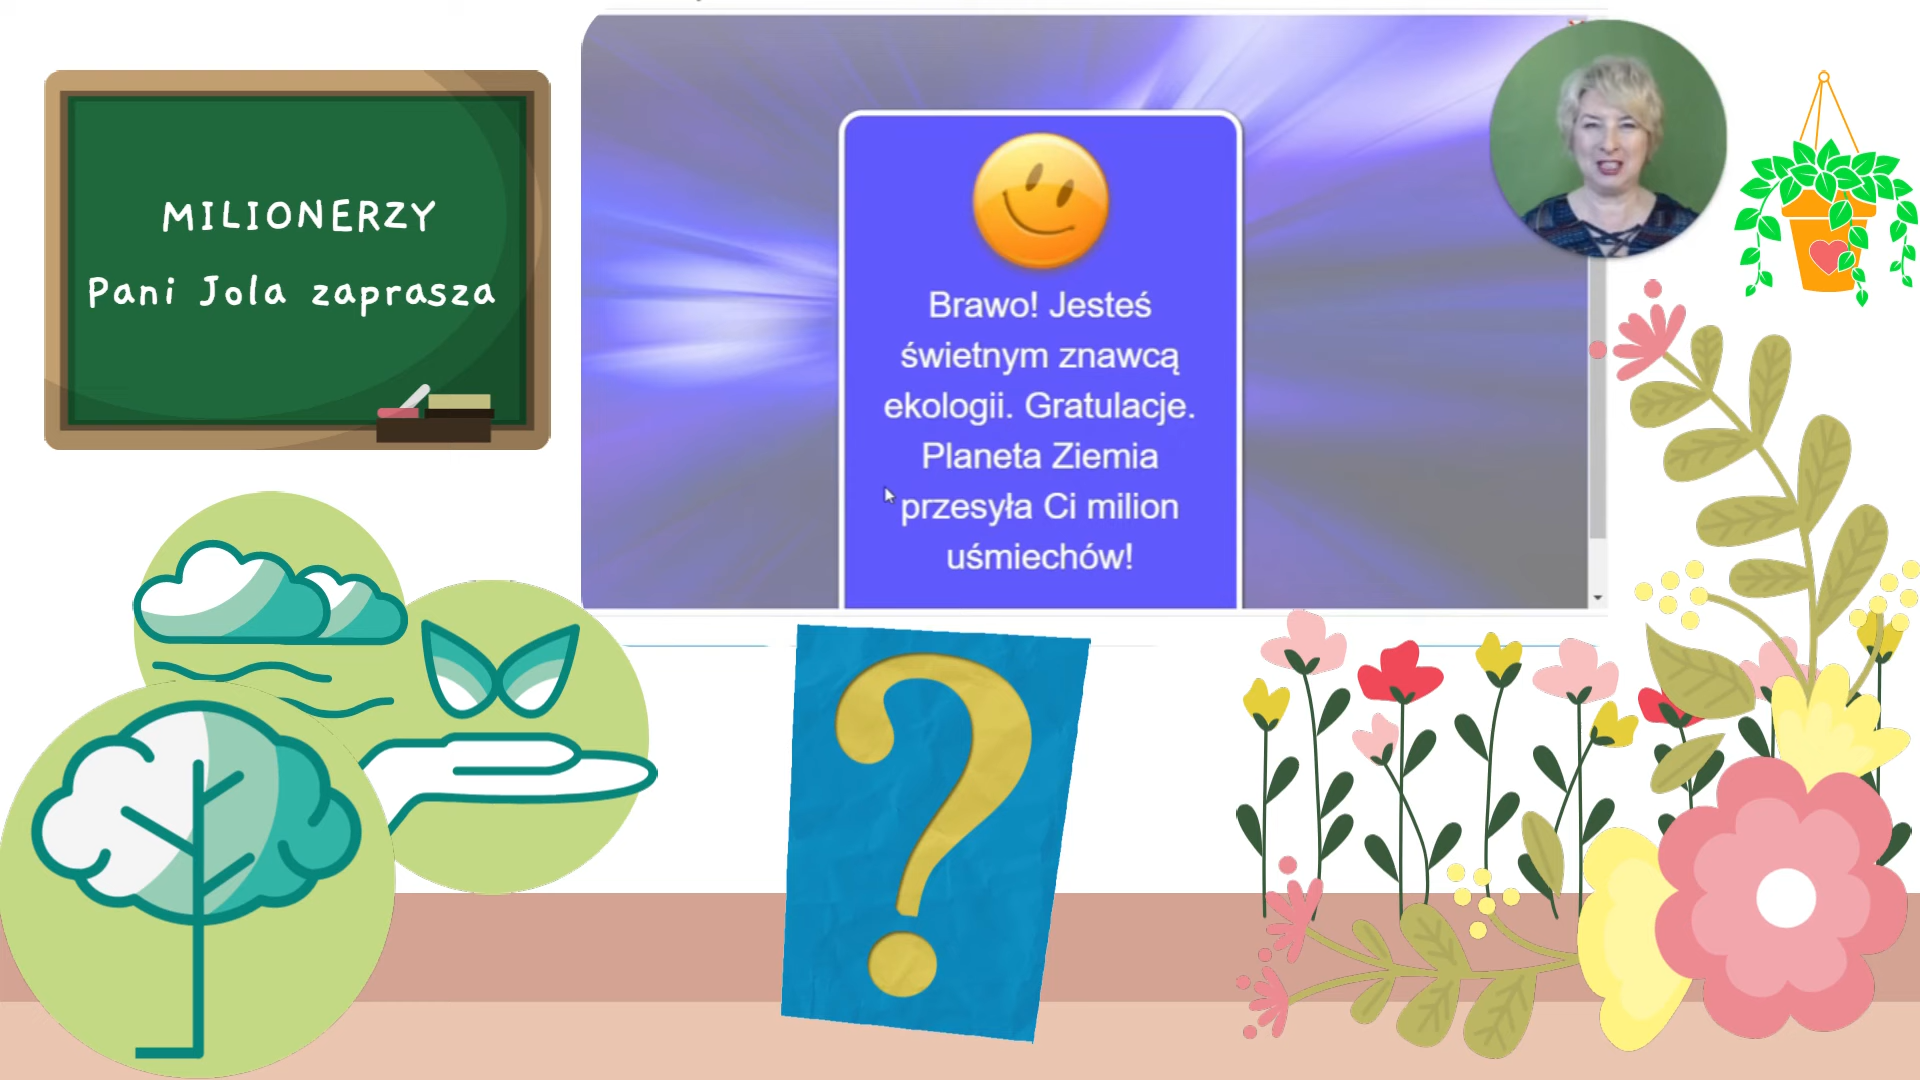 MILIONERZY
Pani Jola zaprasza
Brawo! Jesteś
świetnym znawcą
ekologii. Gratulacje.
Planeta Ziemia
przesyła Ci milion
uśmiechów!
?